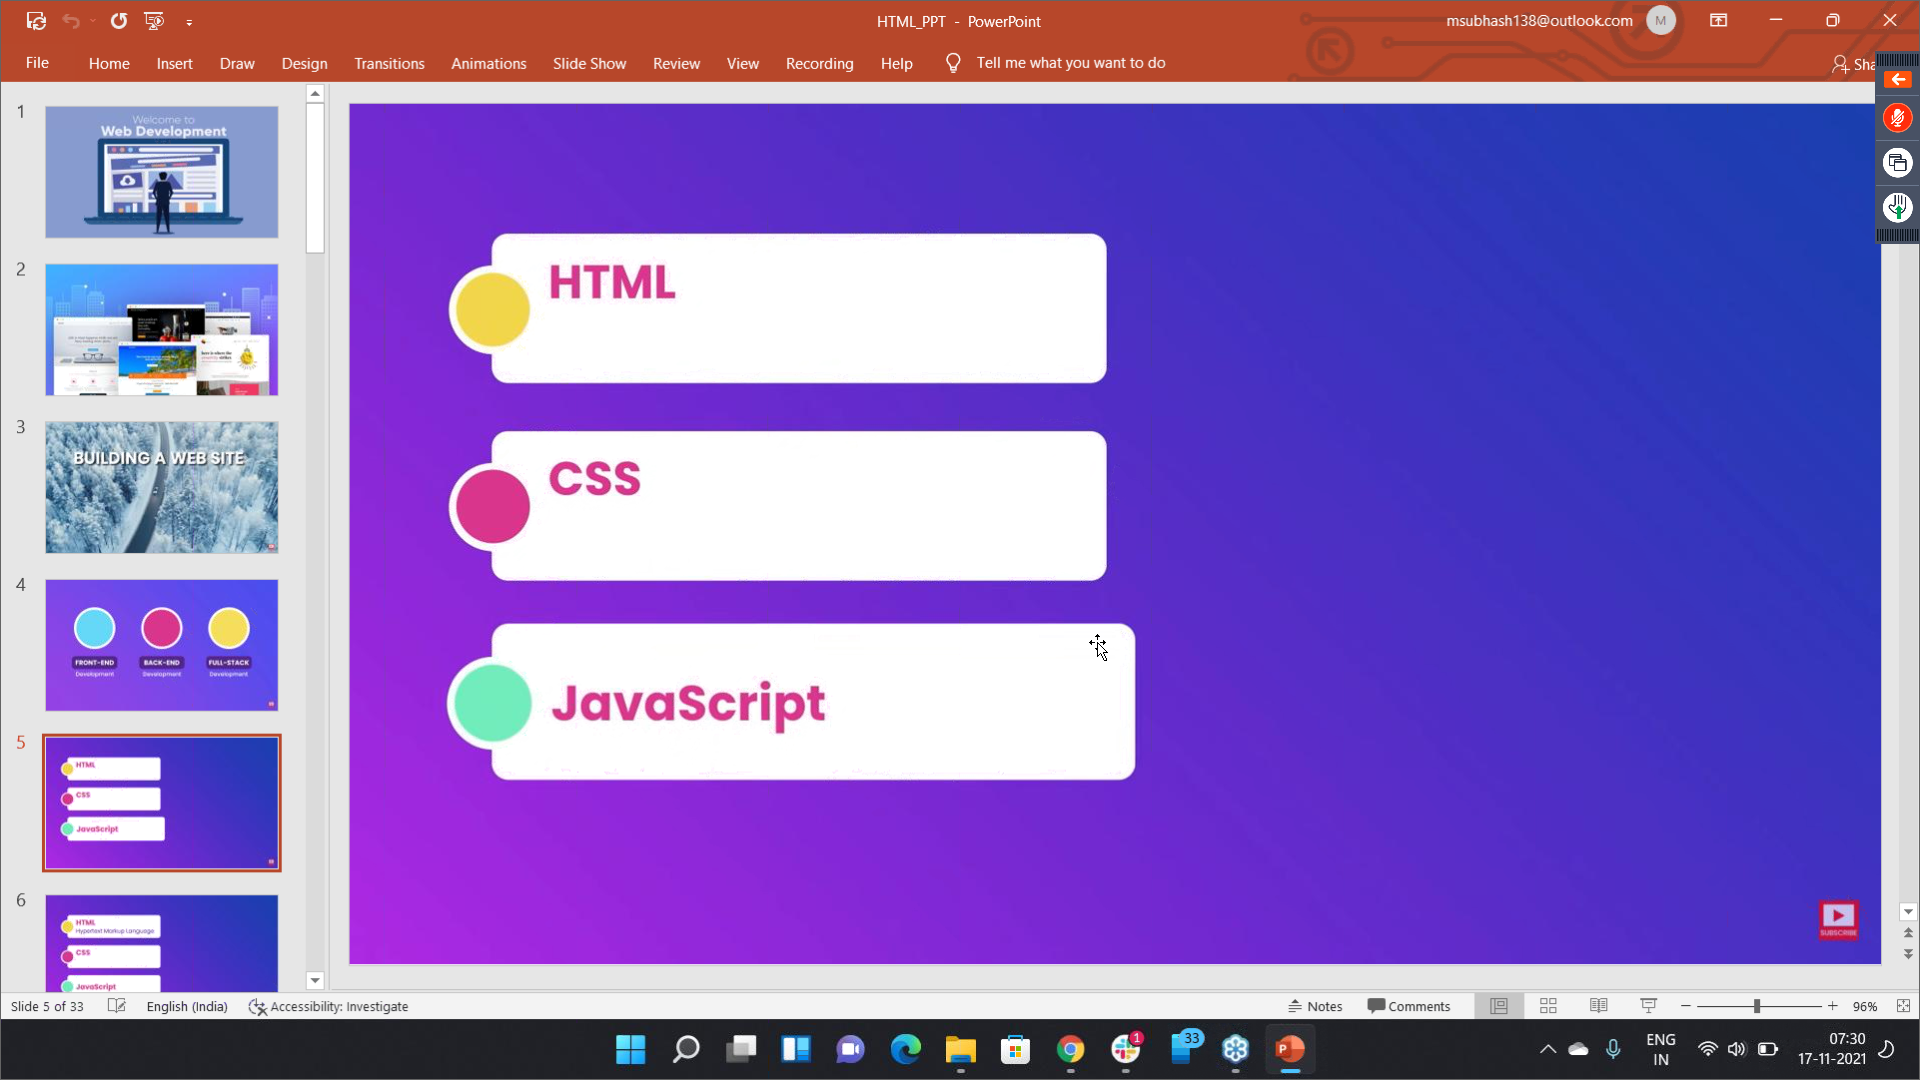 HTML_PPT - PowerPoint
msubhash138@outlook.com
M
File
Home
Insert
Draw
Design
Transitions
Animations
Slide Show
Review
View
Recording
Help
Tell me what you want to do
Sha
1
Welcome to
Web Development
2
3
BUILDING A WEB SITE
4
FRONT-END
Development
BACK-END
Development
FULL-STACK
Development
5
HTML
CSS
JavaScript
6
HTML
Hypertext Markup Language
CSS
JavaScript
HTML
CSS
JavaScript
SUBSCRIBE
Slide 5 of 33
English (India)
Accessibility: Investigate
Notes
Comments
96%
1
33
P
ENG
IN
07:30
17-11-2021